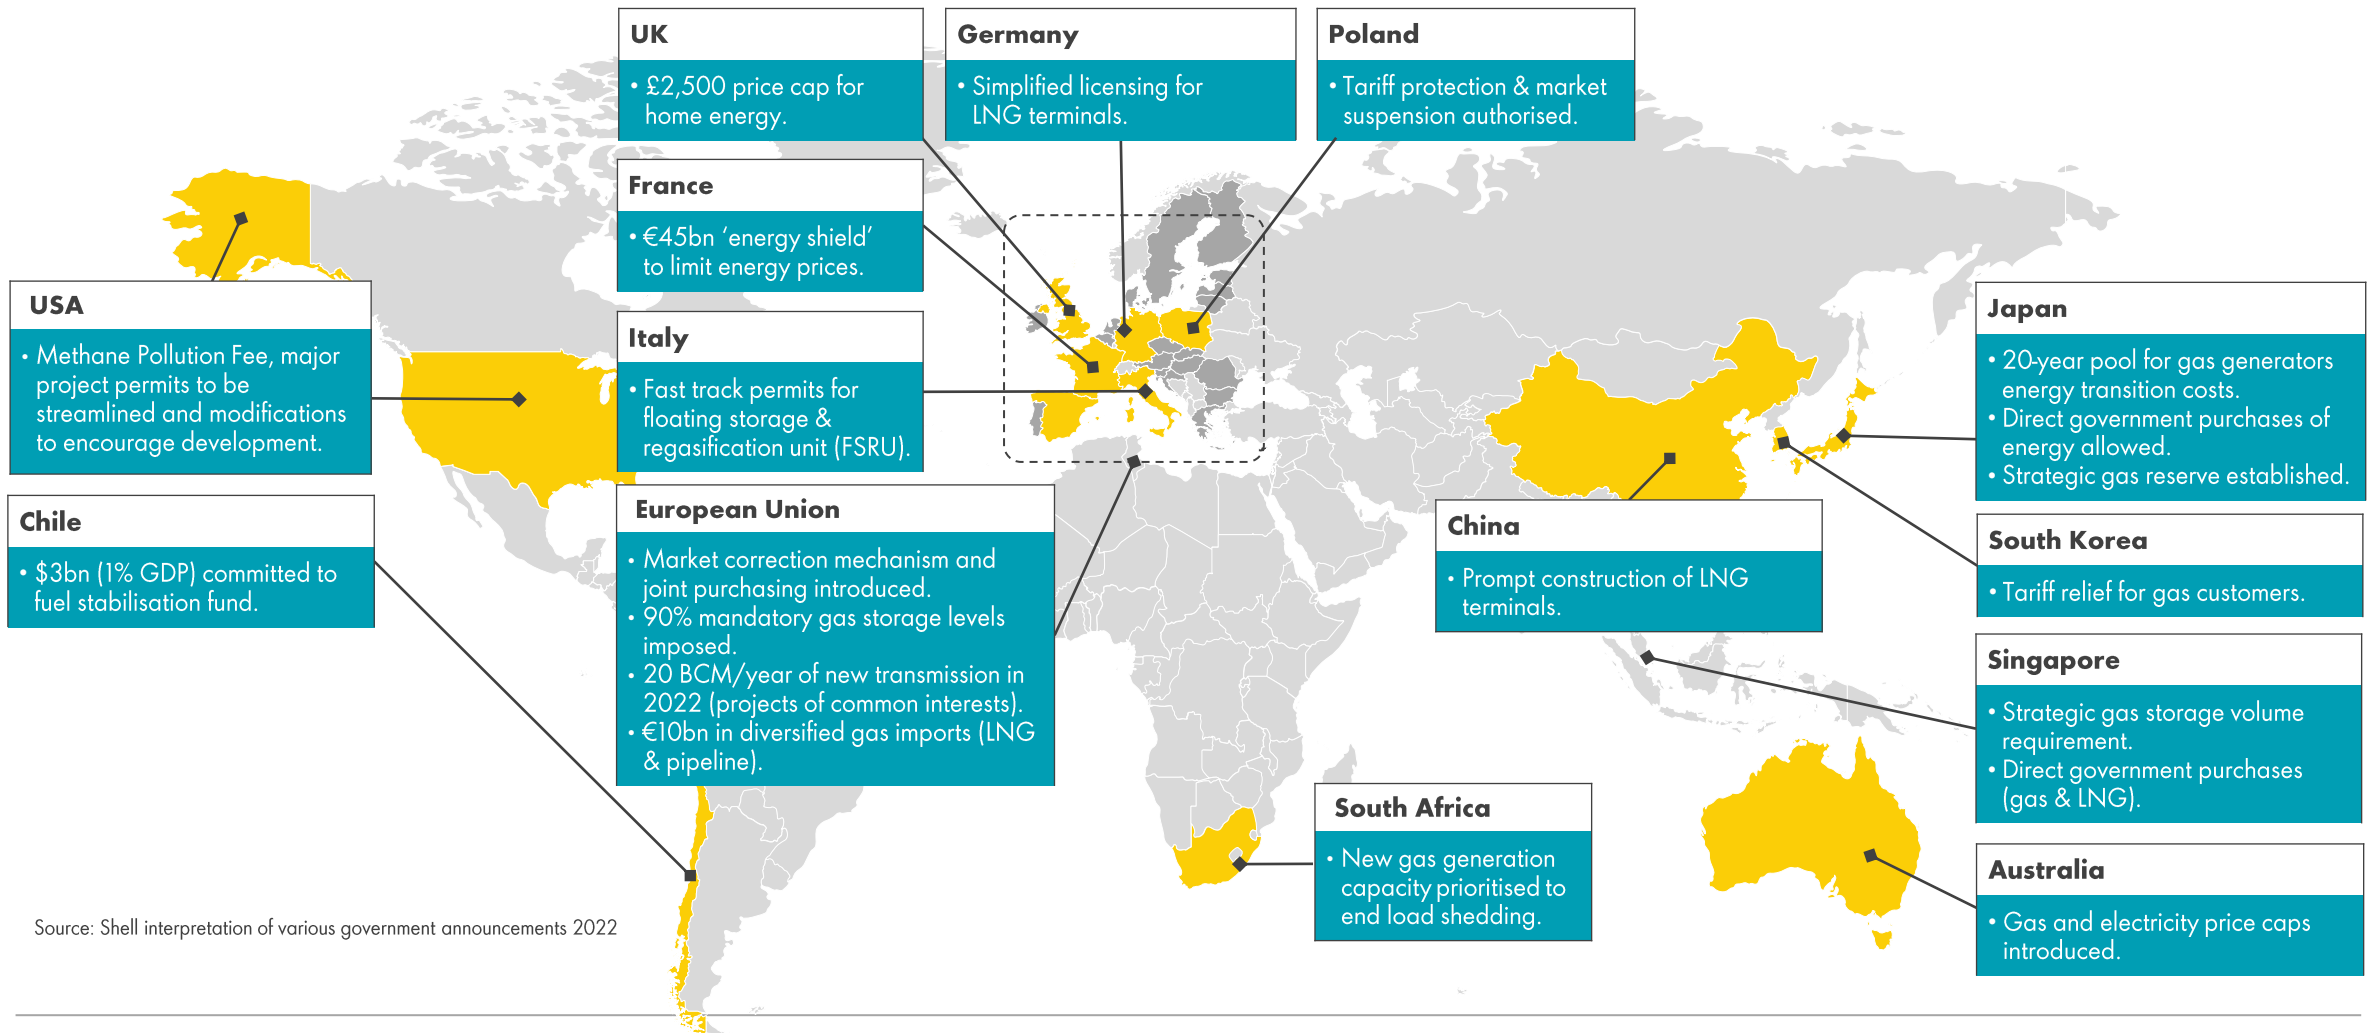 UK
• £2,500 price cap for
home energy.
Germany
• Simplified licensing for
LNG terminals.
Poland
• Tariff protection & market
suspension authorised.
France
• €45bn ‘energy shield’
to limit energy prices.
USA
• Methane Pollution Fee, major
project permits to be
streamlined and modifications
to encourage development.
Italy
• Fast track permits for
floating storage &
regasification unit (FSRU).
Japan
• 20-year pool for gas generators
energy transition costs.
• Direct government purchases of
energy allowed.
• Strategic gas reserve established.
Chile
• $3bn (1% GDP) committed to
fuel stabilisation fund.
European Union
• Market correction mechanism and
joint purchasing introduced.
• 90% mandatory gas storage levels
imposed.
• 20 BCM/year of new transmission in
2022 (projects of common interests).
• €10bn in diversified gas imports (LNG
& pipeline).
China
• Prompt construction of LNG
terminals.
South Korea
• Tariff relief for gas customers.
Singapore
• Strategic gas storage volume
requirement.
• Direct government purchases
(gas & LNG).
South Africa
• New gas generation
capacity prioritised to
end load shedding.
Australia
• Gas and electricity price caps
introduced.
Source: Shell interpretation of various government announcements 2022